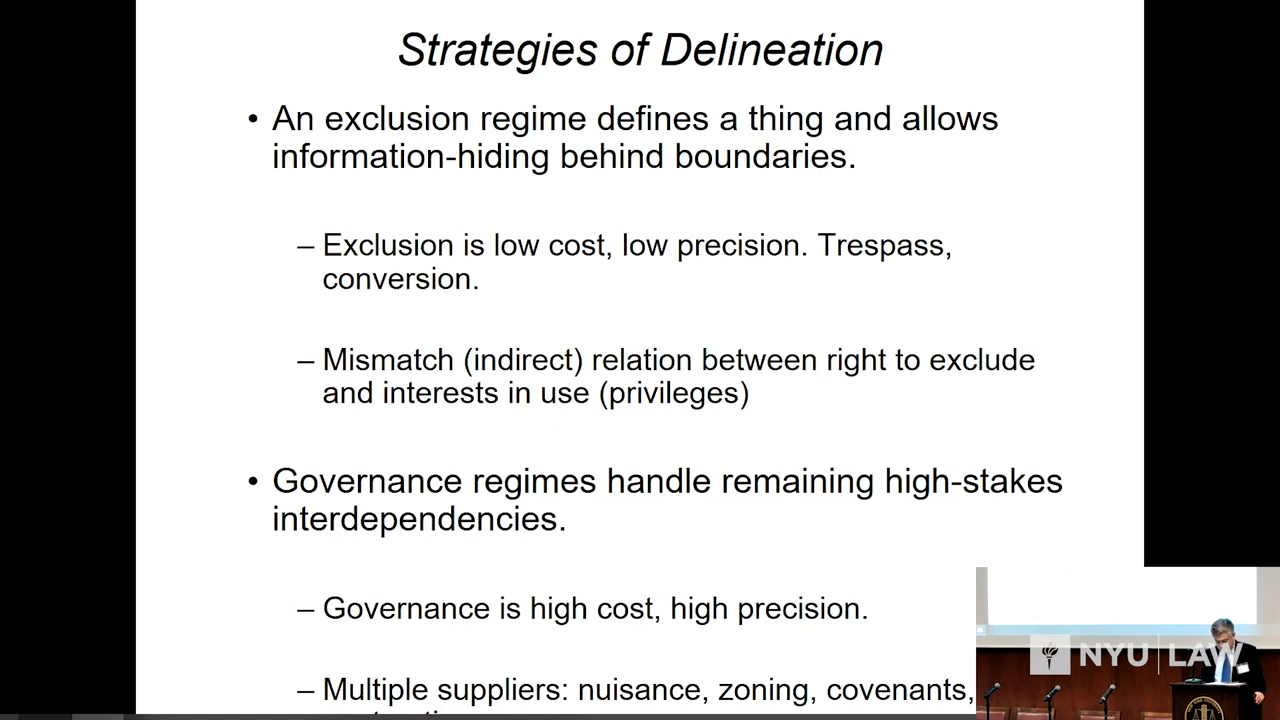 Strategies of Delineation
• An exclusion regime defines a thing and allows
information-hiding behind boundaries.
– Exclusion is low cost, low precision. Trespass,
conversion.
– Mismatch (indirect) relation between right to exclude
and interests in use (privileges)
• Governance regimes handle remaining high-stakes
interdependencies.
– Governance is high cost, high precision.
– Multiple suppliers: nuisance, zoning, covenants,
NYU LAW